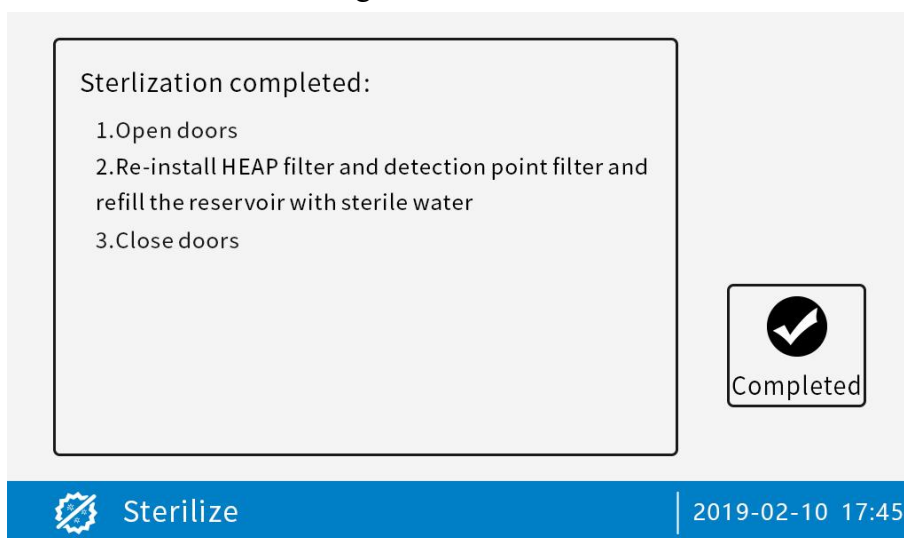 Sterlization completed:
1.Open doors
2.Re-install HEAP filter and detection point filter and
refill the reservoir with sterile water
3.Close doors
Completed
Sterilize
2019-02-10 17:45